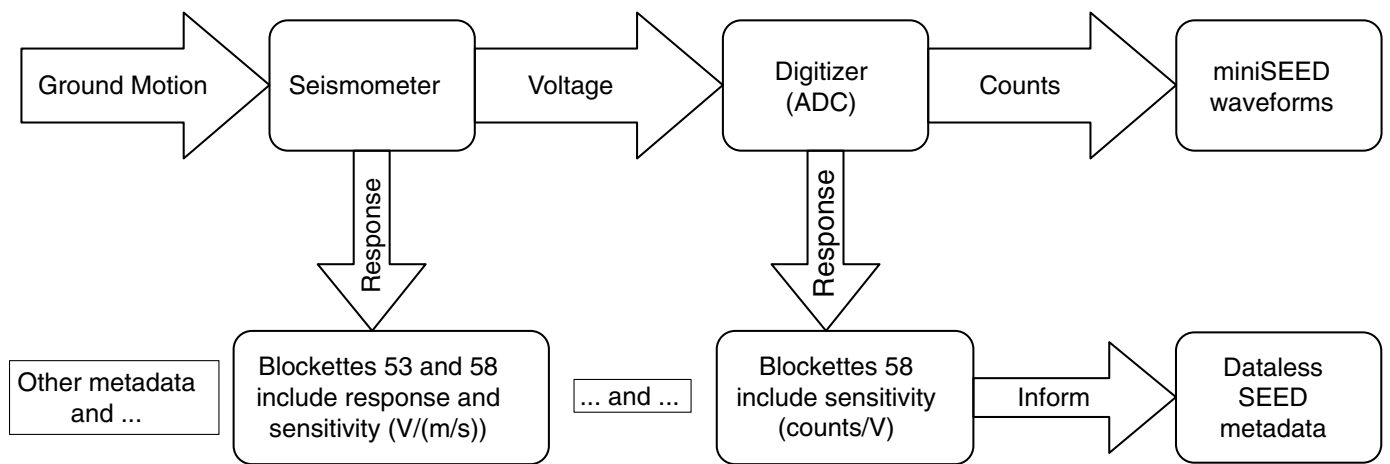 Ground Motion
Seismometer
Voltage
Digitizer
(ADC)
Counts
miniSEED
waveforms
Response
Response
Other metadata
and ...
Blockettes 53 and 58
include response and
sensitivity (V/(m/s))
... and ...
Blockettes 58
include sensitivity
(counts/V)
Inform
Dataless
SEED
metadata